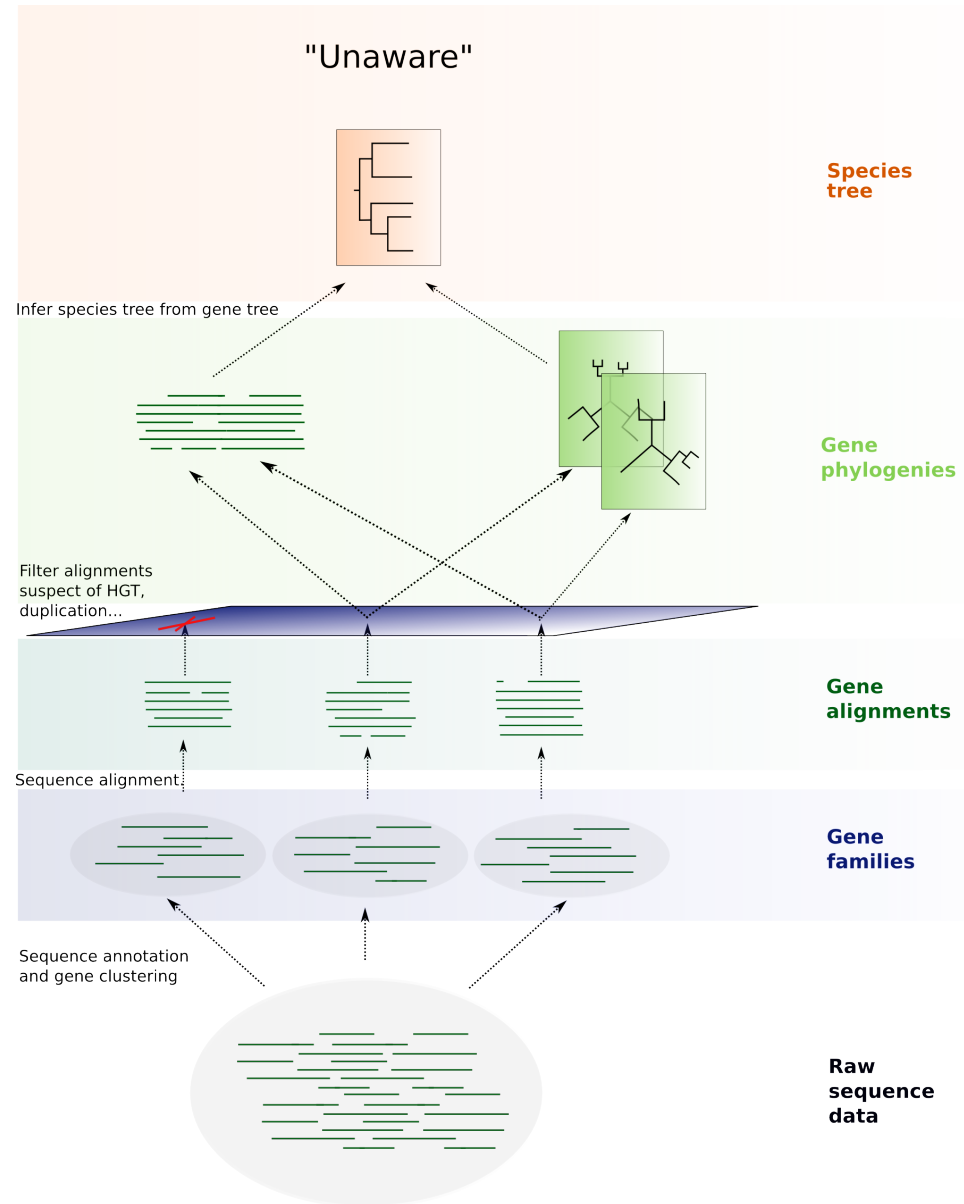 "Unaware"
Species
tree
Infer species tree from gene tree
Gene
phylogenies
Filter alignments
suspect of HGT,
duplication...
Gene
alignments
Sequence alignment.
Gene
families
Sequence annotation
and gene clustering
Raw
sequence
data